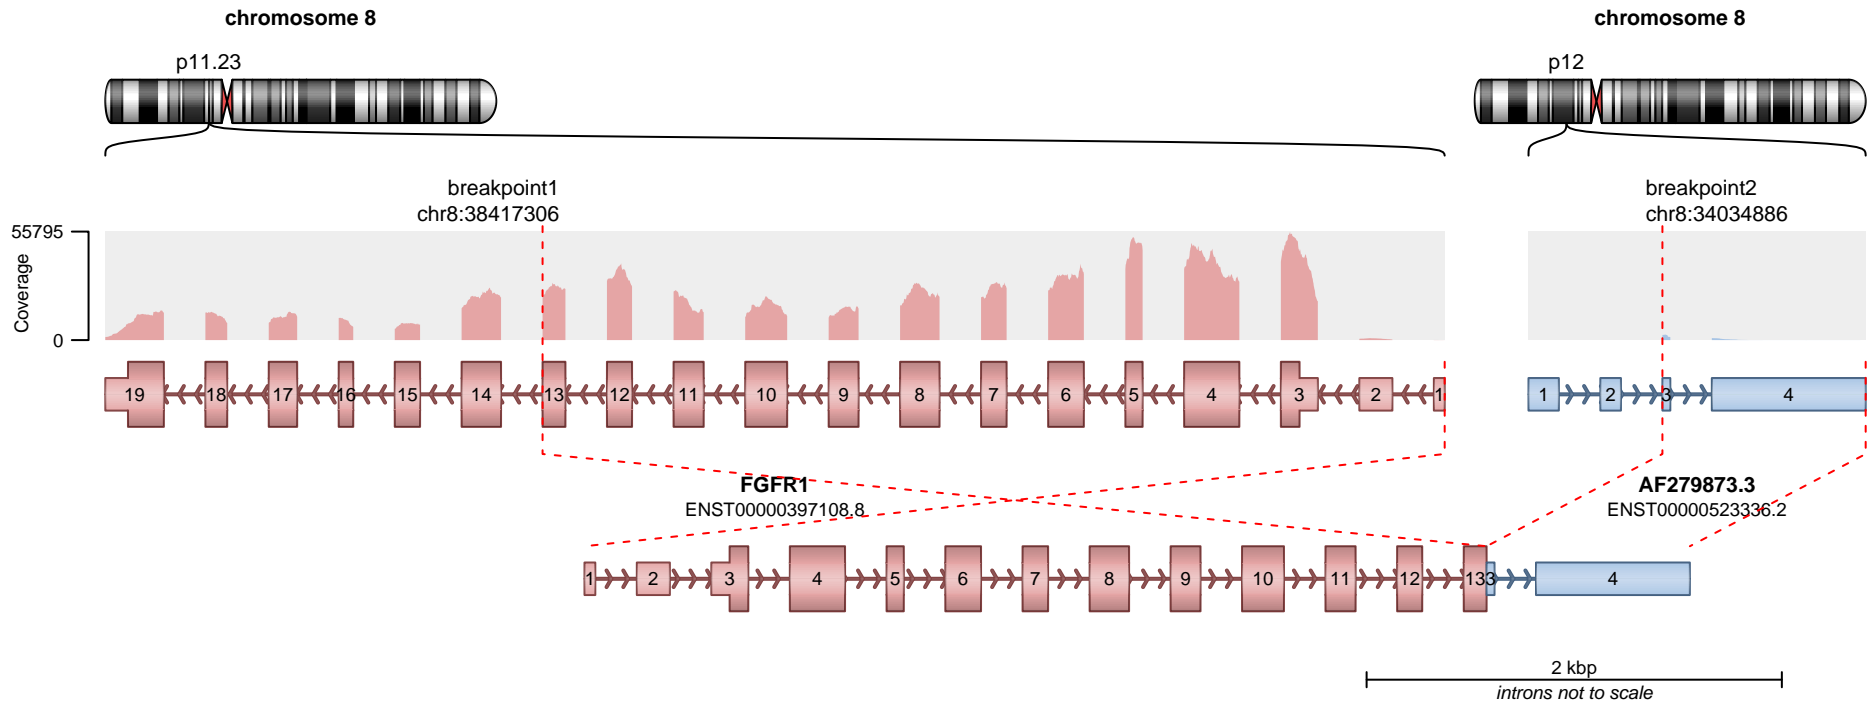 chromosome 8
chromosome 8
p11.23
p12
breakpoint1
chr8:38417306
breakpoint2
chr8:34034886
55795
Coverage
0
19 18 17 16 15 14 13 12 11 10 9 8 7 6 5 4 3 2 1
1 2 3 4
FGFR1
ENST00000397108.8
AF279873.3
ENST00000523336.2
1 2 3 4 5 6 7 8 9 10 11 12 13 3 4
2 kbp
introns not to scale